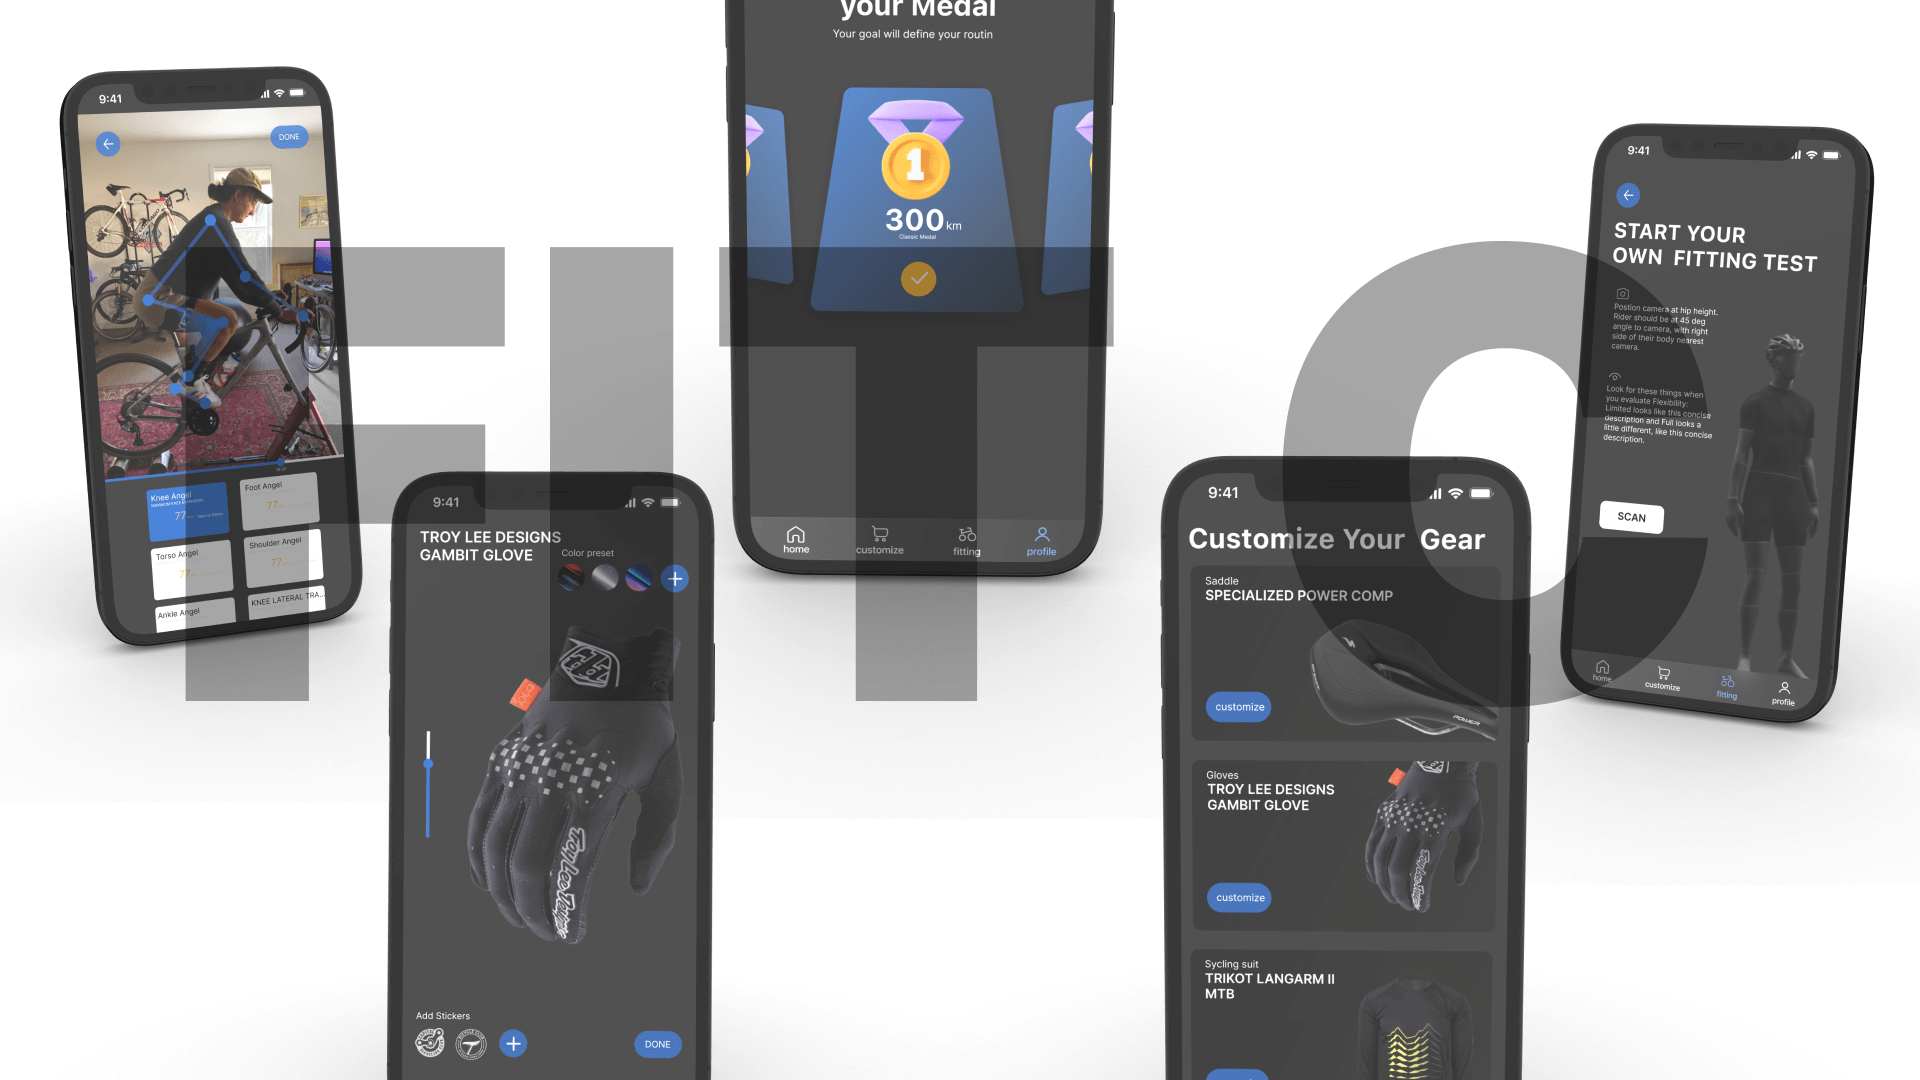 FIT C
9:41
DONE
Knee Angel
77
Foot Angel
77
Torso Angel
77
Shoulder Angel
77
Ankle Angel
KNEE LATERAL TRA...
9:41
TROY LEE DESIGNS
GAMBIT GLOVE
Color preset
Troy Lee Designs
Add Stickers
DONE
your Medal
Your goal will define your routin
1
300 km
Classic Medal
home
customize
fitting
profile
9:41
Customize Your Gear
Saddle
SPECIALIZED POWER COMP
POWER
customize
Gloves
TROY LEE DESIGNS
GAMBIT GLOVE
customize
Sycling suit
TRIKOT LANGARM II
MTB
9:41
START YOUR
OWN FITTING TEST
Postion camera at hip height.
Rider should be at 45 deg
angle to camera, with right
side of their body nearest
camera.
Look for these things when
you evaluate Flexibility:
Limited looks like this concise
description and Full looks a
little different, like this concise
description.
SCAN
home
customize
fitting
profile